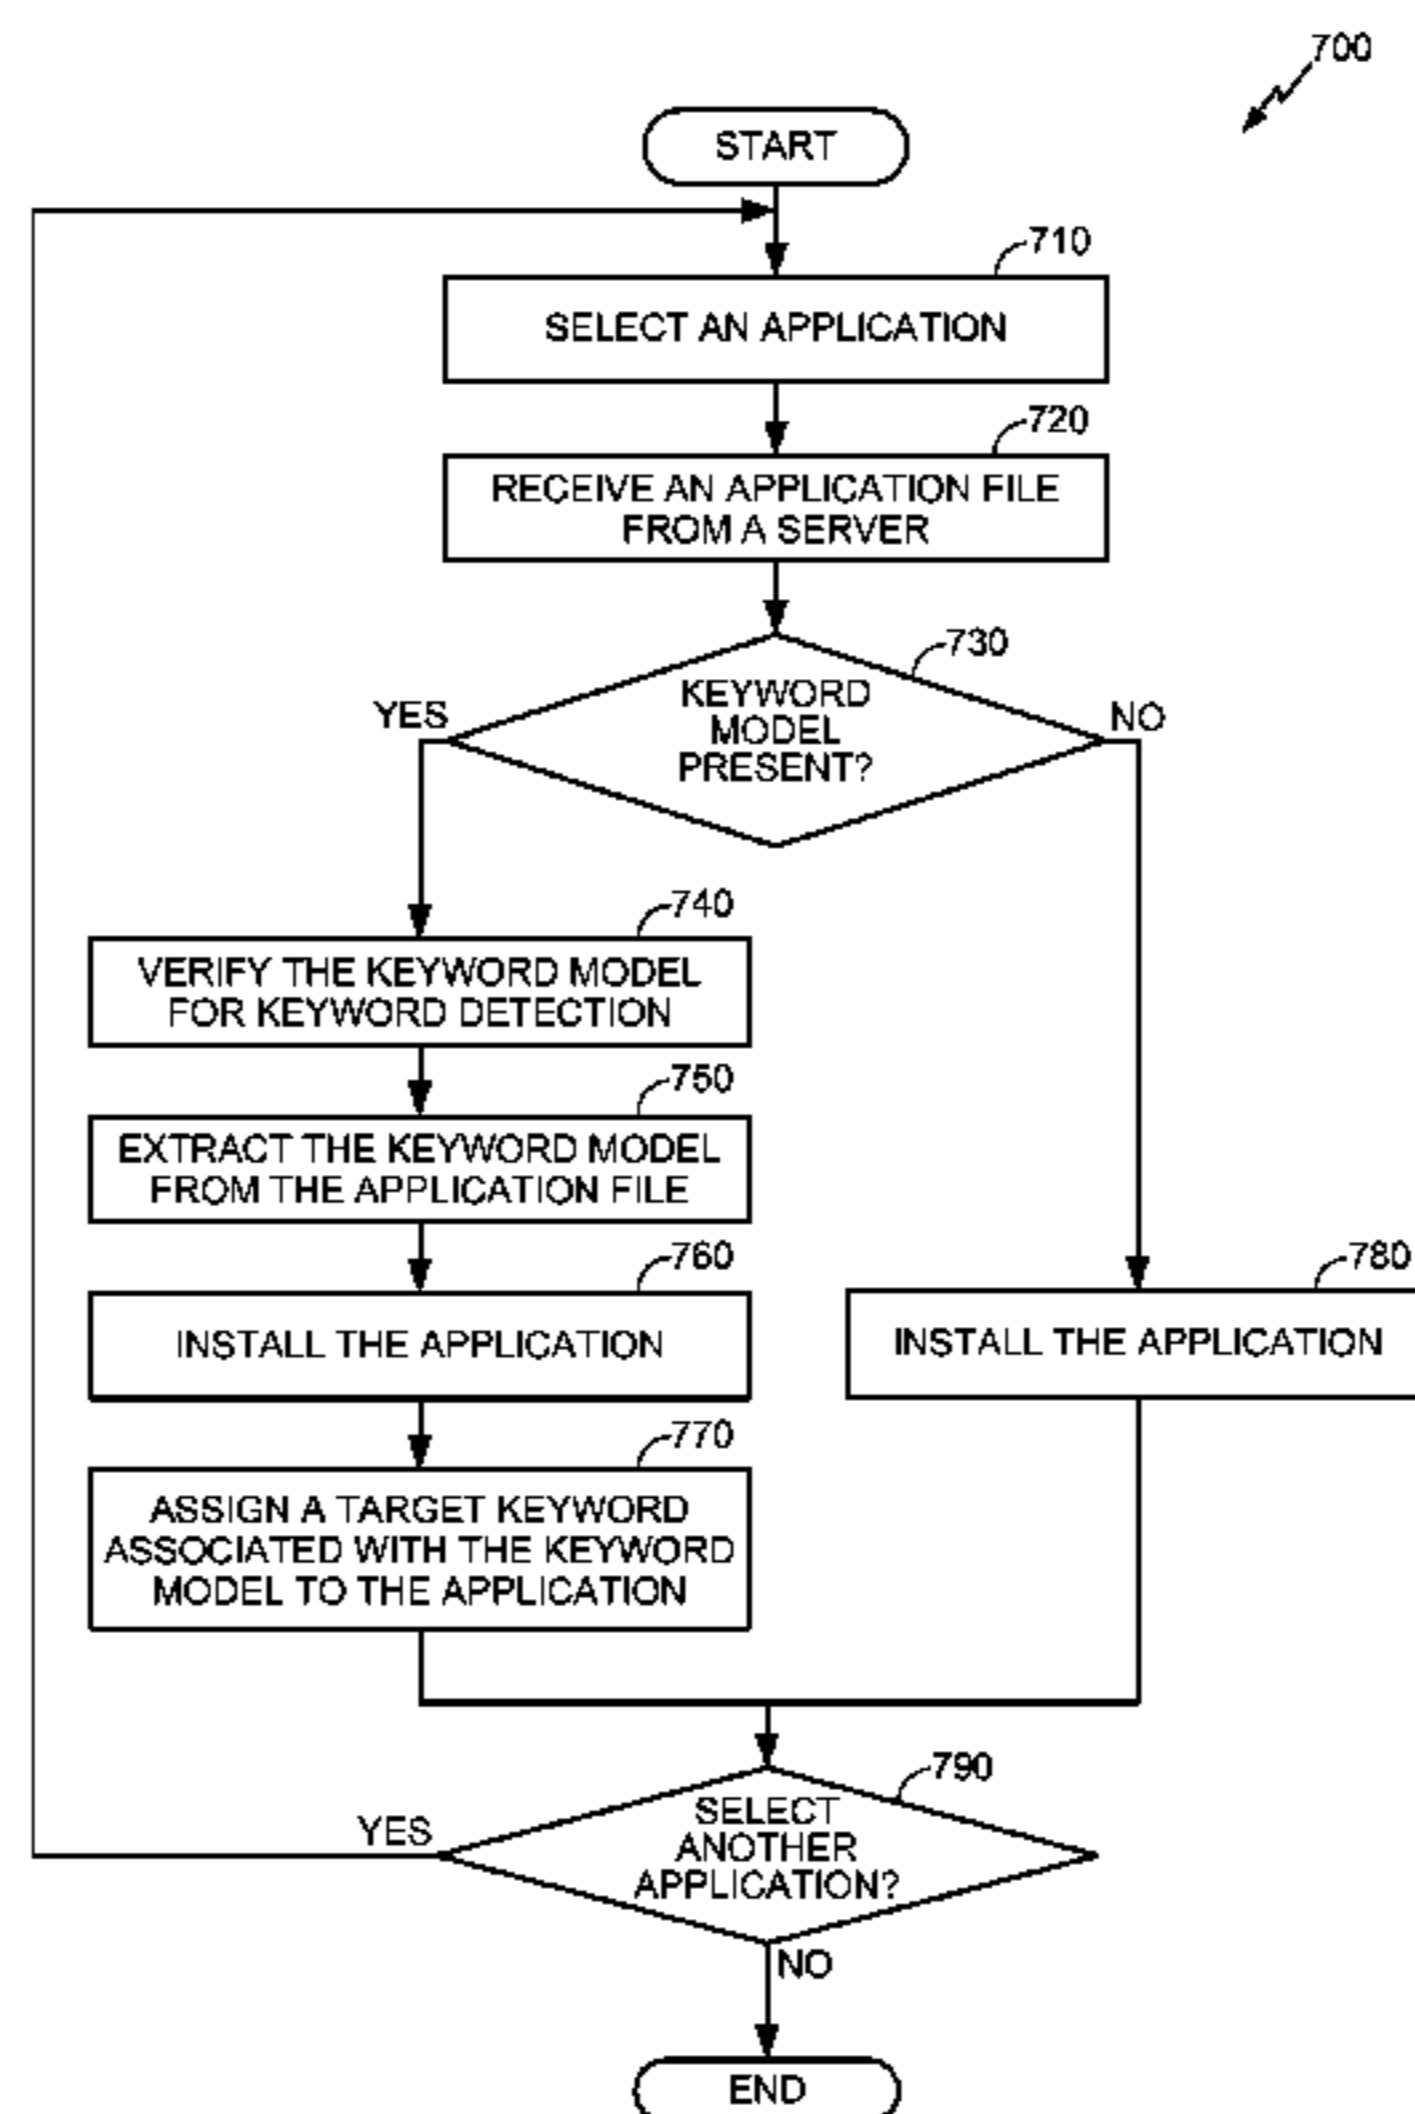 700
START
710
SELECT AN APPLICATION
720
RECEIVE AN APPLICATION FILE
FROM A SERVER
730
KEYWORD
MODEL
PRESENT?
YES
NO
740
VERIFY THE KEYWORD MODEL
FOR KEYWORD DETECTION
750
EXTRACT THE KEYWORD MODEL
FROM THE APPLICATION FILE
760
INSTALL THE APPLICATION
780
INSTALL THE APPLICATION
770
ASSIGN A TARGET KEYWORD
ASSOCIATED WITH THE KEYWORD
MODEL TO THE APPLICATION
790
SELECT
ANOTHER
APPLICATION?
YES
NO
END